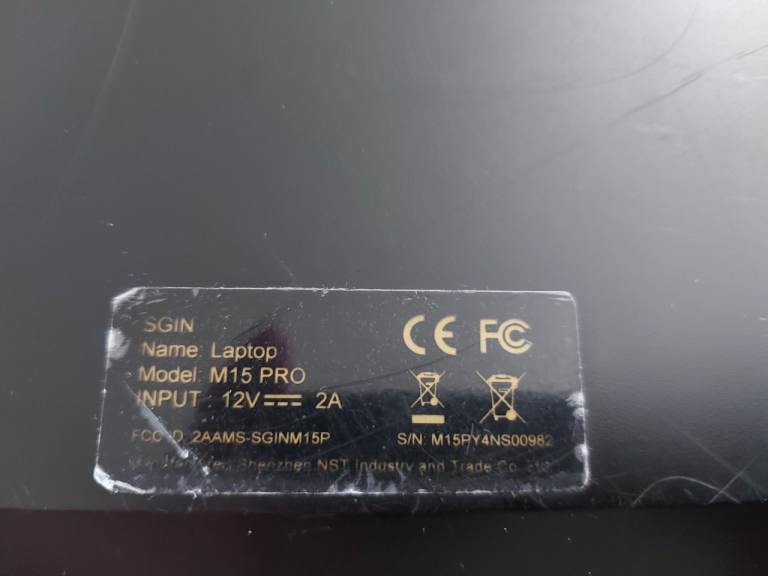 SGIN
Name: Laptop
Model: M15 PRO
INPUT: 12V 2A
CE FC
FCC ID: 2AAMS-SGINM15P
S/N: M15PY4NS00982
Shenzhen NST Industry and Trade Co.